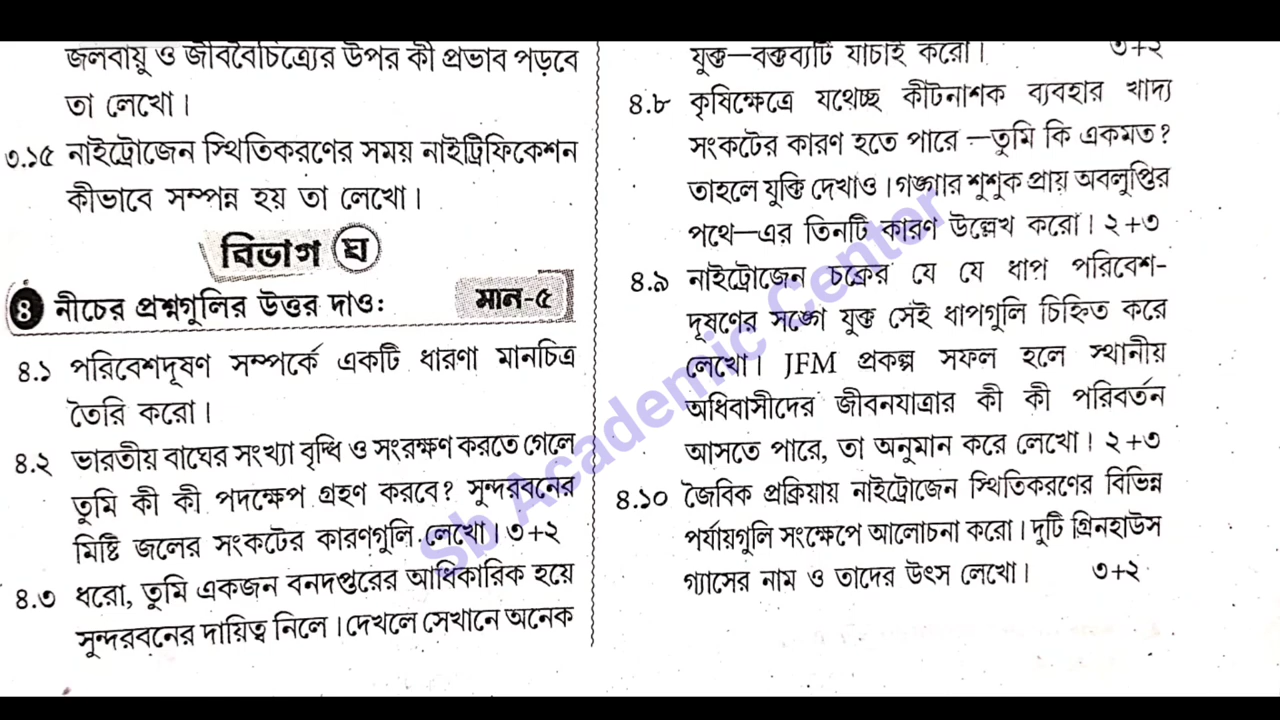 জলবায়ু ও জীববৈচিত্র্যের উপর কী প্রভাব পড়বে
তা লেখো।
৩.১৫ নাইট্রোজেন স্থিতিকরণের সময় নাইট্রিফিকেশন
কীভাবে সম্পন্ন হয় তা লেখো।
বিভাগ ঘ
৪ নীচের প্রশ্নগুলির উত্তর দাও: মান-৫
৪.১ পরিবেশদূষণ সম্পর্কে একটি ধারণা মানচিত্র
তৈরি করো।
৪.২ ভারতীয় বাঘের সংখ্যা বৃদ্ধি ও সংরক্ষণ করতে গেলে
তুমি কী কী পদক্ষেপ গ্রহণ করবে? সুন্দরবনের
মিষ্টি জলের সংকটের কারণগুলি লেখো। ৩+২
৪.৩ ধরো, তুমি একজন বনদপ্তরের আধিকারিক হয়ে
সুন্দরবনের দায়িত্ব নিলে। দেখলে সেখানে অনেক
যুক্ত—বক্তব্যটি যাচাই করো। ৩+২
৪.৮ কৃষিক্ষেত্রে যথেচ্ছ কীটনাশক ব্যবহার খাদ্য
সংকটের কারণ হতে পারে —তুমি কি একমত?
তাহলে যুক্তি দেখাও। গঙ্গার শুশুক প্রায় অবলুপ্তির
পথে—এর তিনটি কারণ উল্লেখ করো। ২+৩
৪.৯ নাইট্রোজেন চক্রের যে যে ধাপ পরিবেশ-
দূষণের সঙ্গে যুক্ত সেই ধাপগুলি চিহ্নিত করে
লেখো। JFM প্রকল্প সফল হলে স্থানীয়
অধিবাসীদের জীবনযাত্রার কী কী পরিবর্তন
আসতে পারে, তা অনুমান করে লেখো। ২+৩
৪.১০ জৈবিক প্রক্রিয়ায় নাইট্রোজেন স্থিতিকরণের বিভিন্ন
পর্যায়গুলি সংক্ষেপে আলোচনা করো। দুটি গ্রিনহাউস
গ্যাসের নাম ও তাদের উৎস লেখো। ৩+২
Sb Academic Center